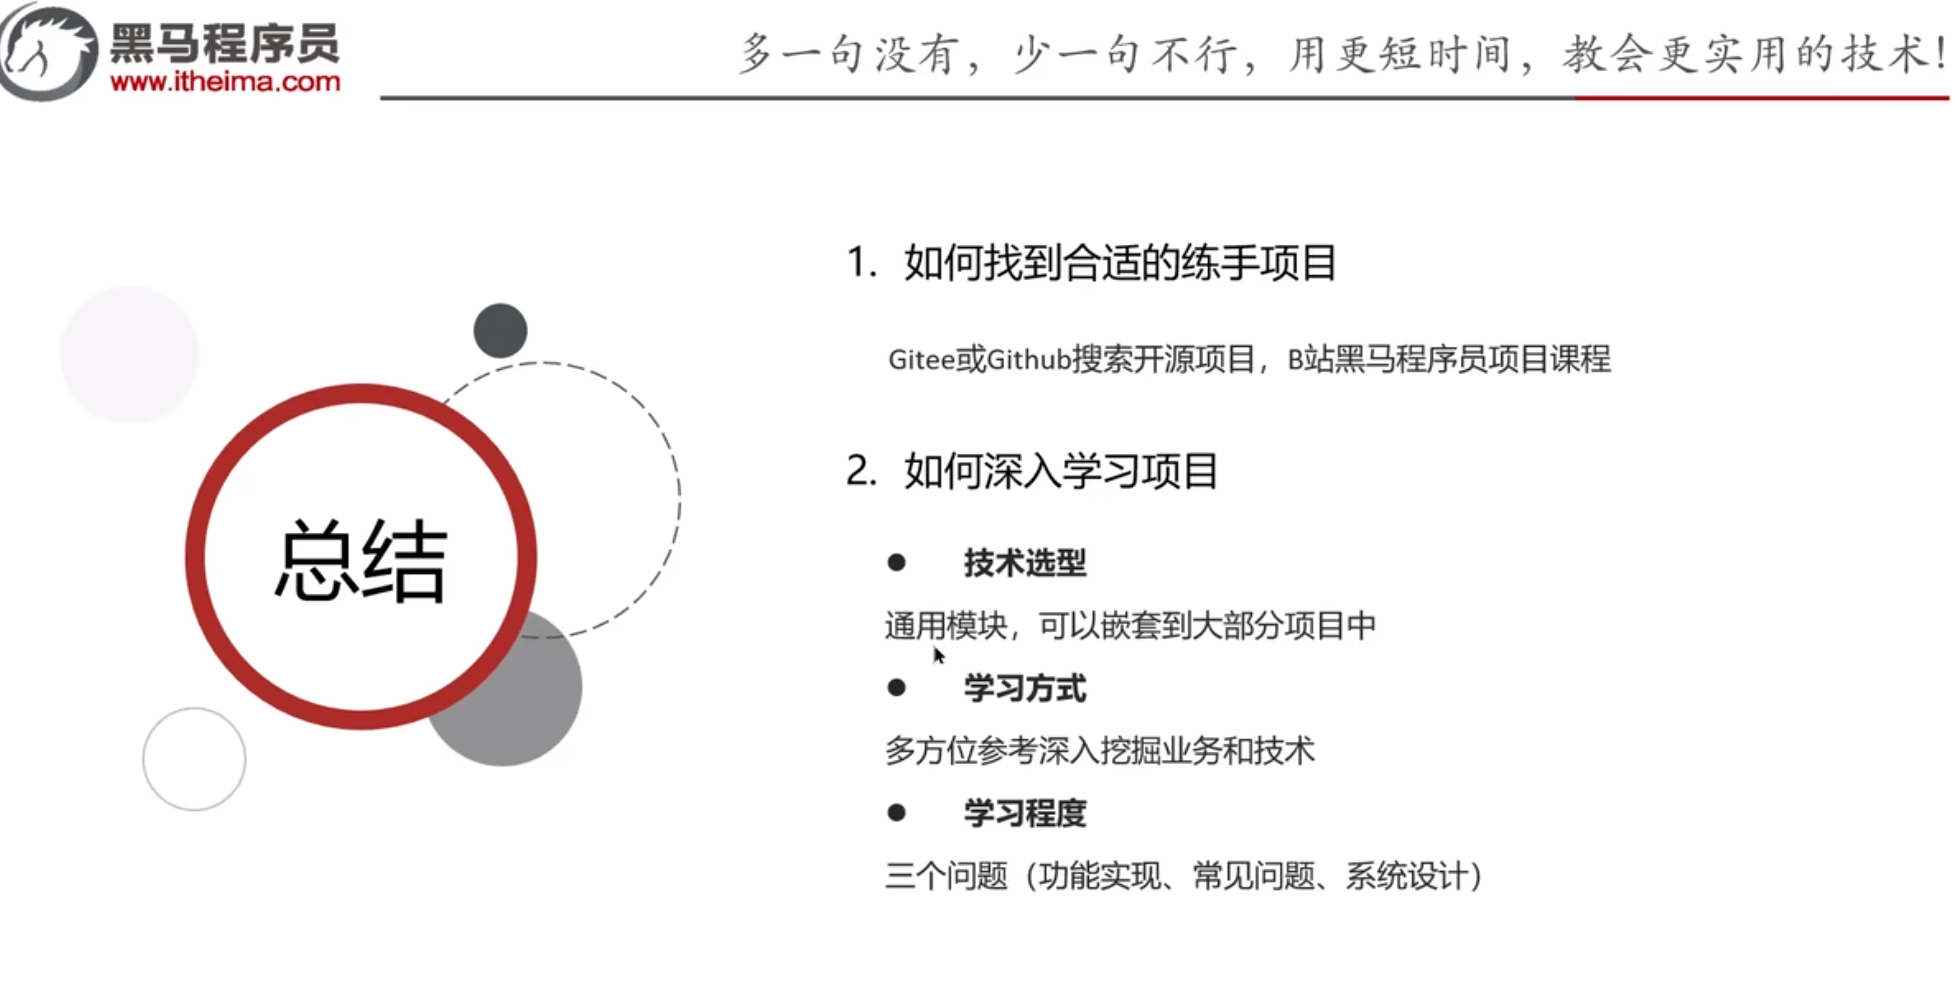 黑马程序员
www.itheima.com
多一句没有，少一句不行，用更短时间，教会更实用的技术！
总结
1. 如何找到合适的练手项目
Gitee或Github搜索开源项目，B站黑马程序员项目课程
2. 如何深入学习项目
● 技术选型
通用模块，可以嵌套到大部分项目中
● 学习方式
多方位参考深入挖掘业务和技术
● 学习程度
三个问题（功能实现、常见问题、系统设计）